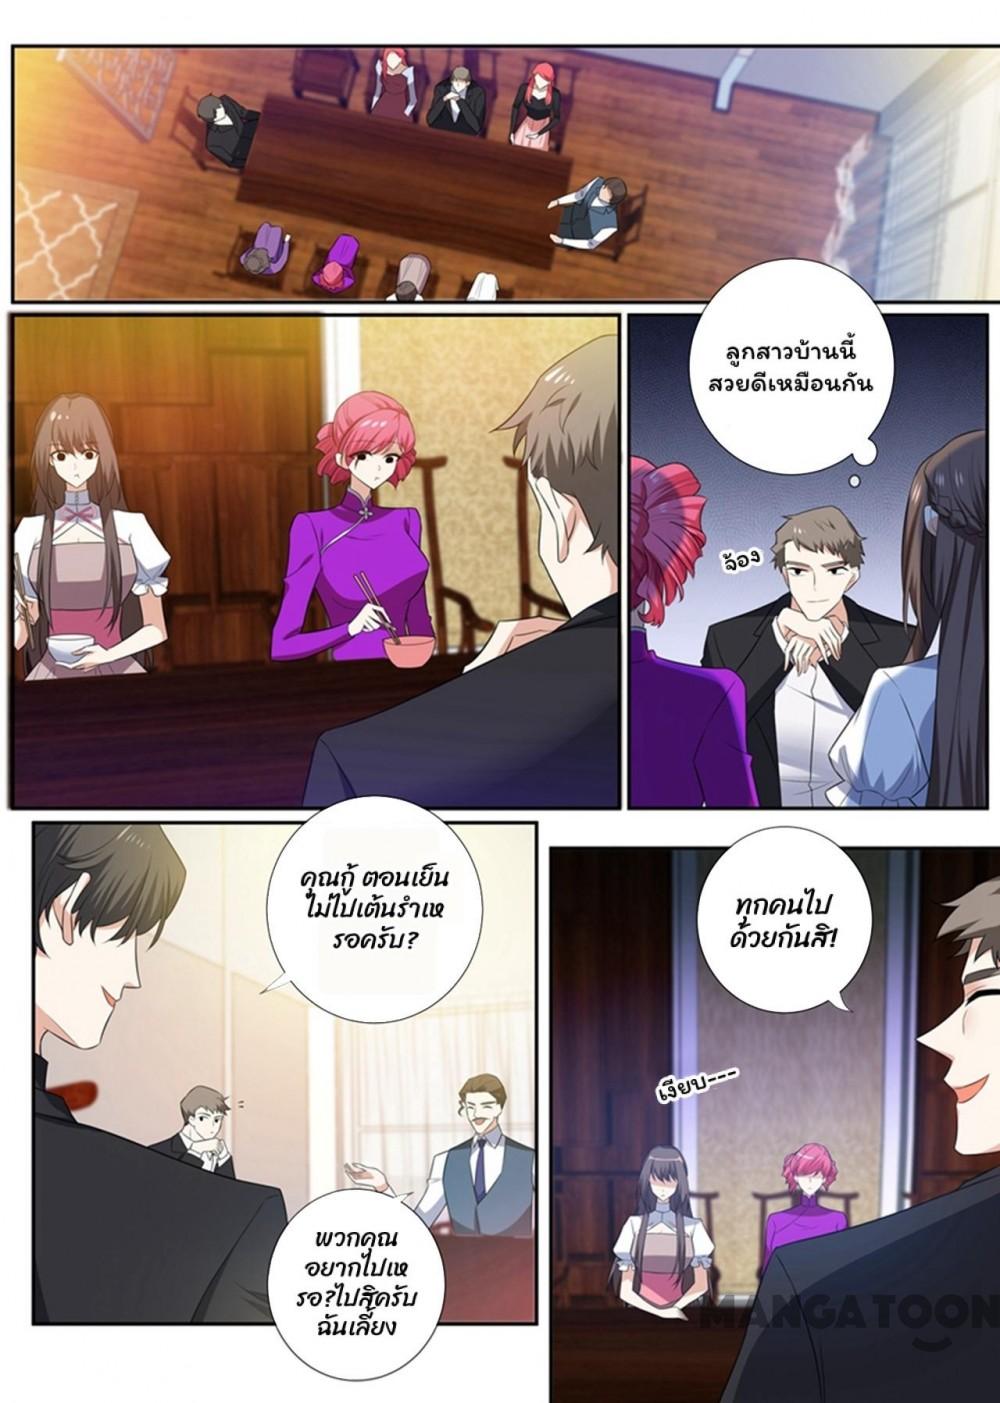 ลูกสาวบ้านนี้
สวยดีเหมือนกัน
จ้อง
คุณกู้ ตอนเย็น
ไม่ไปเต้นรำเห
รอครับ?
พวกคุณ
อยากไปเห
รอ?ไปสิครับ
ฉันเลี้ยง
ทุกคนไป
ด้วยกันสิ!
เงียบ---
MANGATOON